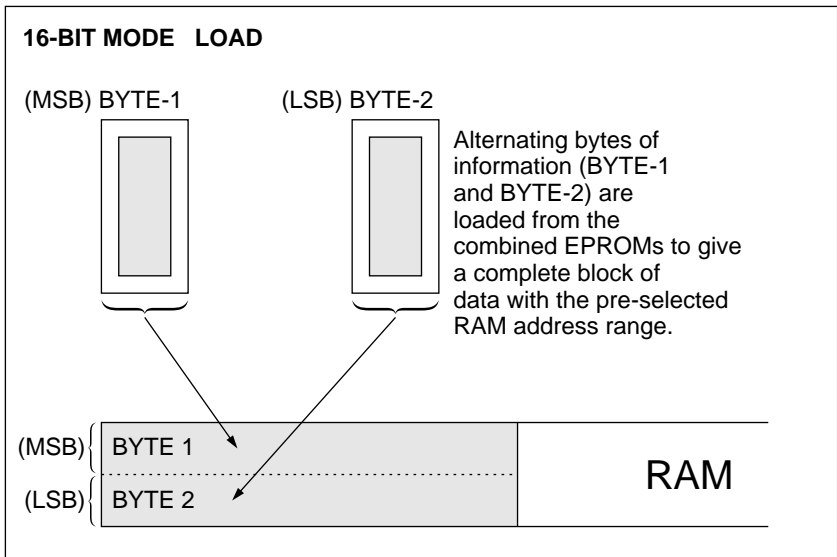 16-BIT MODE LOAD
(MSB) BYTE-1
(LSB) BYTE-2
Alternating bytes of
information (BYTE-1
and BYTE-2) are
loaded from the
combined EPROMs to give
a complete block of
data with the pre-selected
RAM address range.
(MSB)
BYTE 1
(LSB)
BYTE 2
RAM